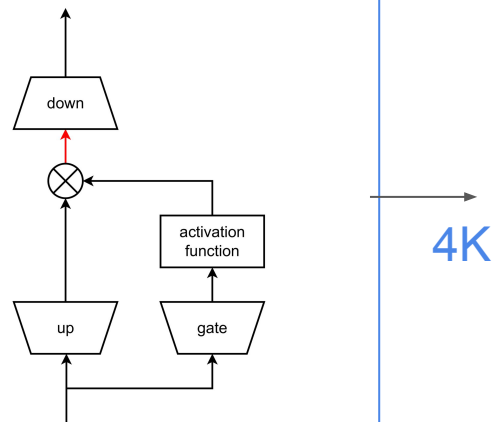 down
activation
function
4K
up
gate